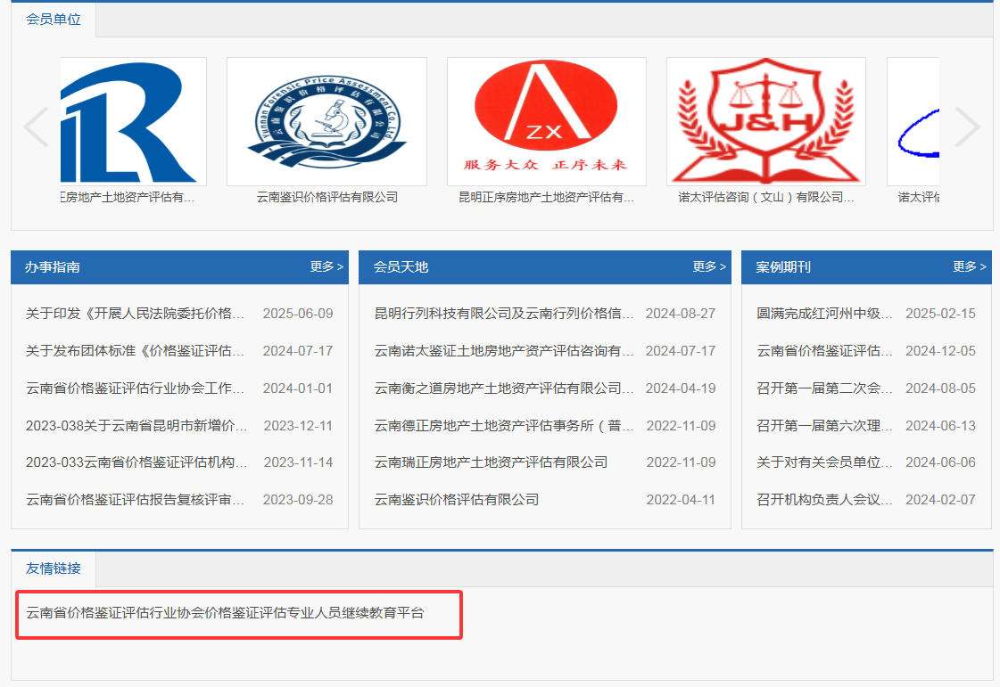 会员单位
R
Yunnan Forensic Price Assessment Co.,Ltd.
云南鉴识价格评估有限公司
ZX
服务大众 正序未来
J&H
正房地产土地资产评估有...
云南鉴识价格评估有限公司
昆明正序房地产土地资产评估有...
诺太评估咨询（文山）有限公司...
诺太评估
办事指南 更多 >
关于印发《开展人民法院委托价格... 2025-06-09
关于发布团体标准《价格鉴证评估... 2024-07-17
云南省价格鉴证评估行业协会工作... 2024-01-01
2023-038关于云南省昆明市新增价... 2023-12-11
2023-033云南省价格鉴证评估机构... 2023-11-14
云南省价格鉴证评估报告复核评审... 2023-09-28
会员天地 更多 >
昆明行列科技有限公司及云南行列价格信... 2024-08-27
云南诺太鉴证土地房地产资产评估咨询有... 2024-07-17
云南衡之道房地产土地资产评估有限公司... 2024-04-19
云南德正房地产土地资产评估事务所（普... 2022-11-09
云南瑞正房地产土地资产评估有限公司 2022-11-09
云南鉴识价格评估有限公司 2022-04-11
案例期刊 更多 >
圆满完成红河州中级... 2025-02-15
云南省价格鉴证评估... 2024-12-05
召开第一届第二次会... 2024-08-05
召开第一届第六次理... 2024-06-13
关于对有关会员单位... 2024-06-06
召开机构负责人会议... 2024-02-07
友情链接
云南省价格鉴证评估行业协会价格鉴证评估专业人员继续教育平台